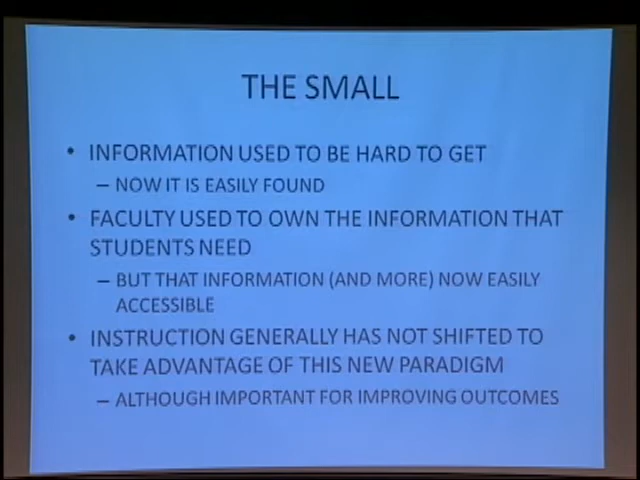 THE SMALL
• INFORMATION USED TO BE HARD TO GET
– NOW IT IS EASILY FOUND
• FACULTY USED TO OWN THE INFORMATION THAT
STUDENTS NEED
– BUT THAT INFORMATION (AND MORE) NOW EASILY
ACCESSIBLE
• INSTRUCTION GENERALLY HAS NOT SHIFTED TO
TAKE ADVANTAGE OF THIS NEW PARADIGM
– ALTHOUGH IMPORTANT FOR IMPROVING OUTCOMES